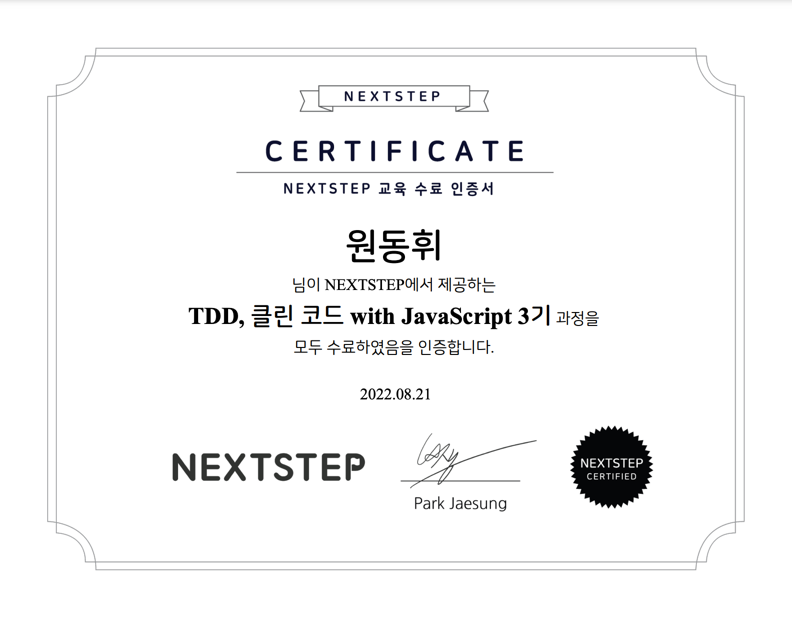 NEXTSTEP
CERTIFICATE
NEXTSTEP 교육 수료 인증서
원동휘
님이 NEXTSTEP에서 제공하는
TDD, 클린 코드 with JavaScript 3기 과정을
모두 수료하였음을 인증합니다.
2022.08.21
NEXTSTEP
Park Jaesung
NEXTSTEP
CERTIFIED